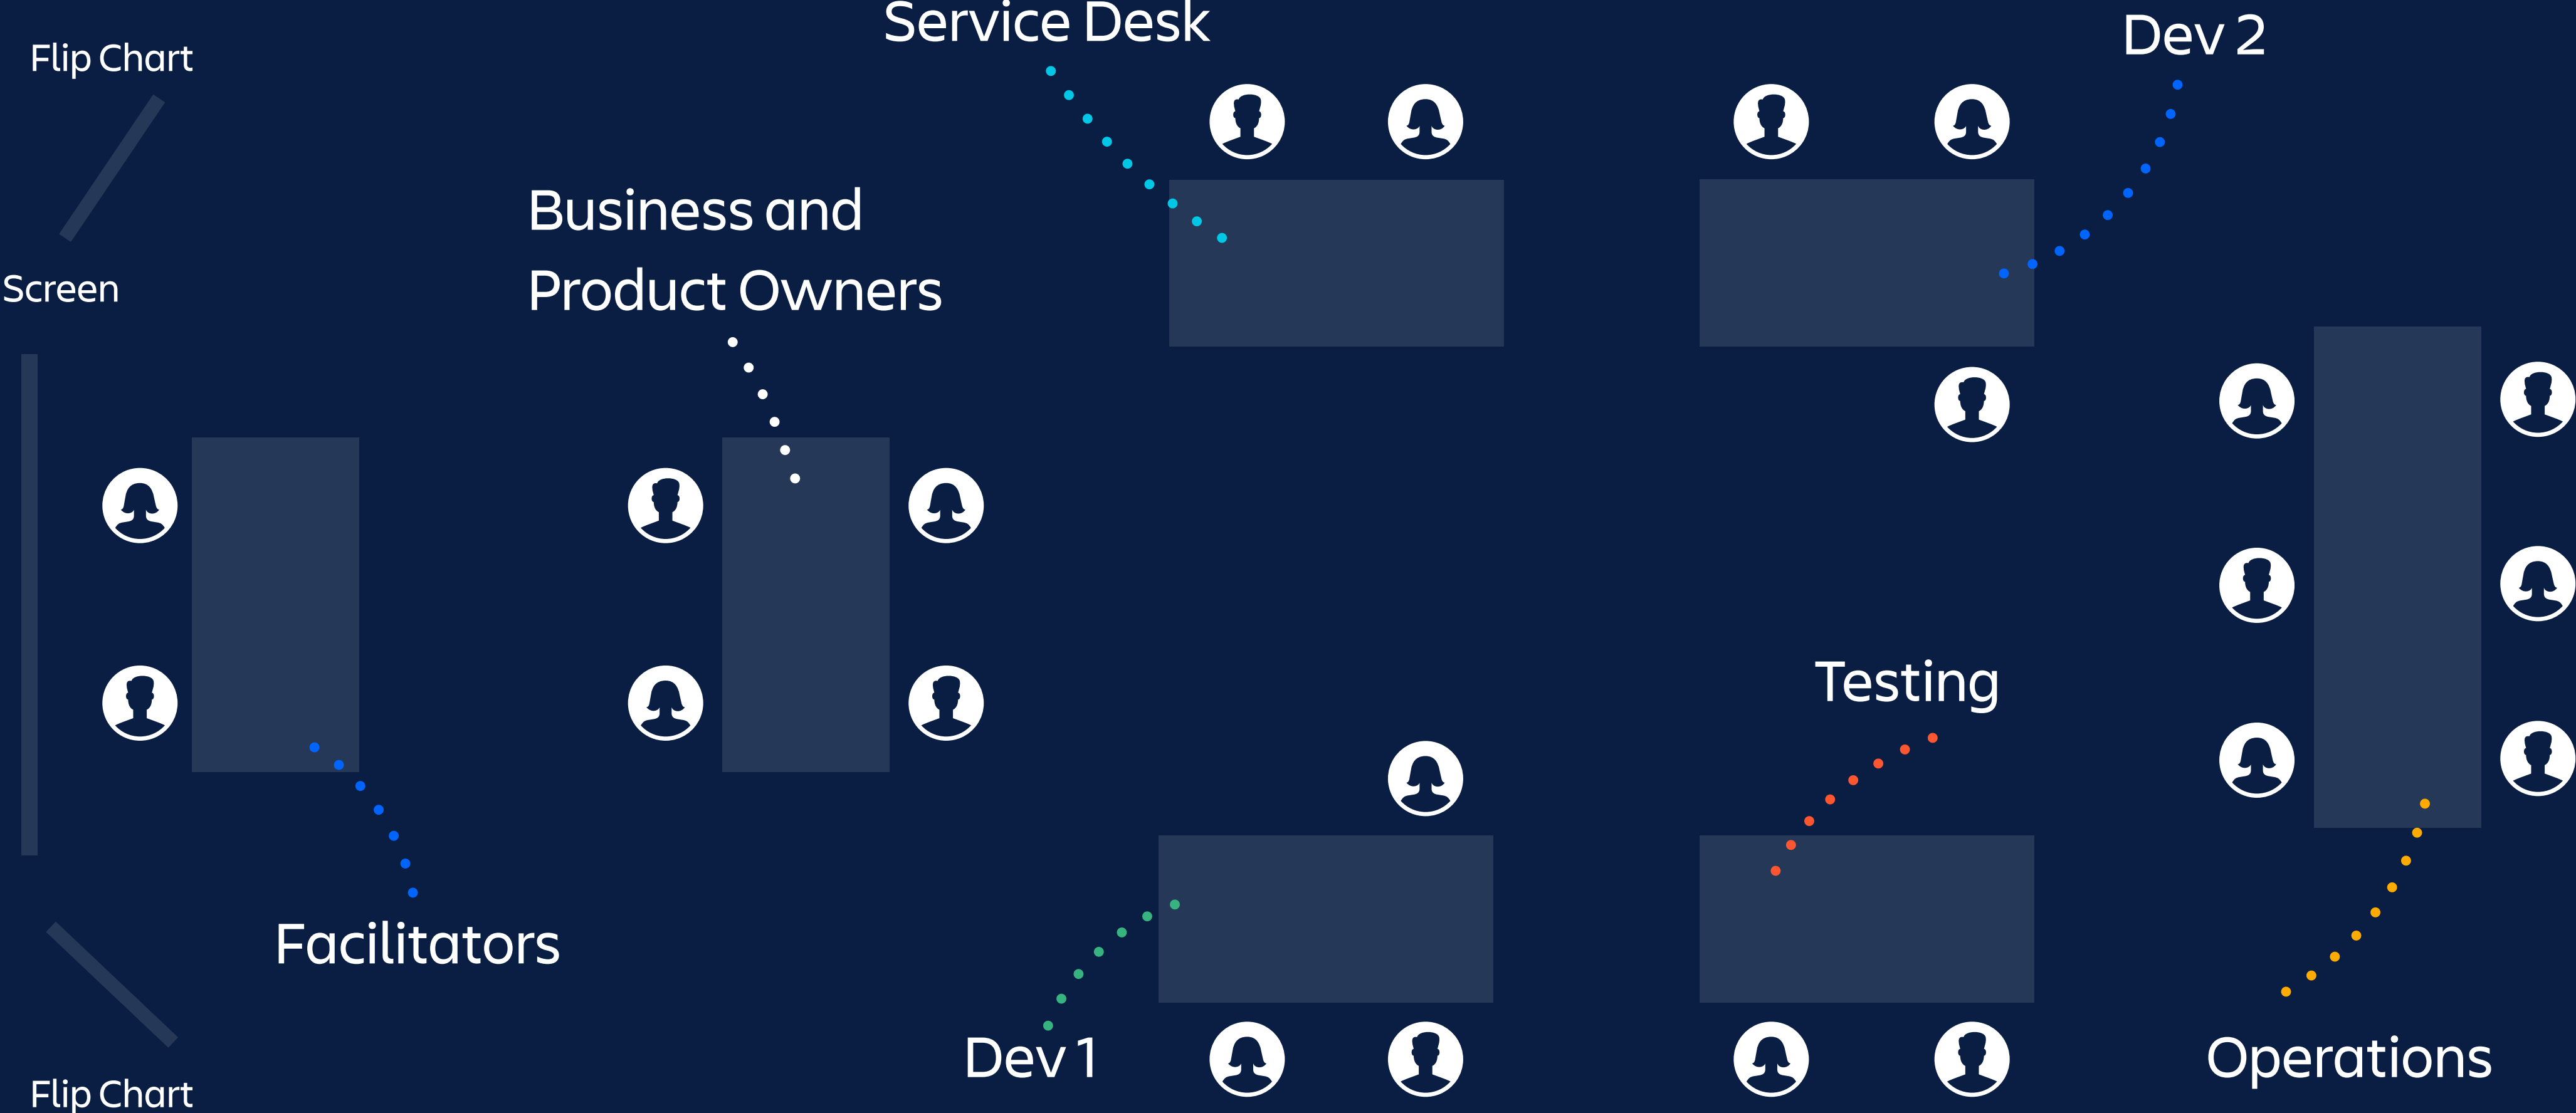 Service Desk
Dev 2
Flip Chart
Business and
Product Owners
Screen
Testing
Facilitators
Dev 1
Operations
Flip Chart